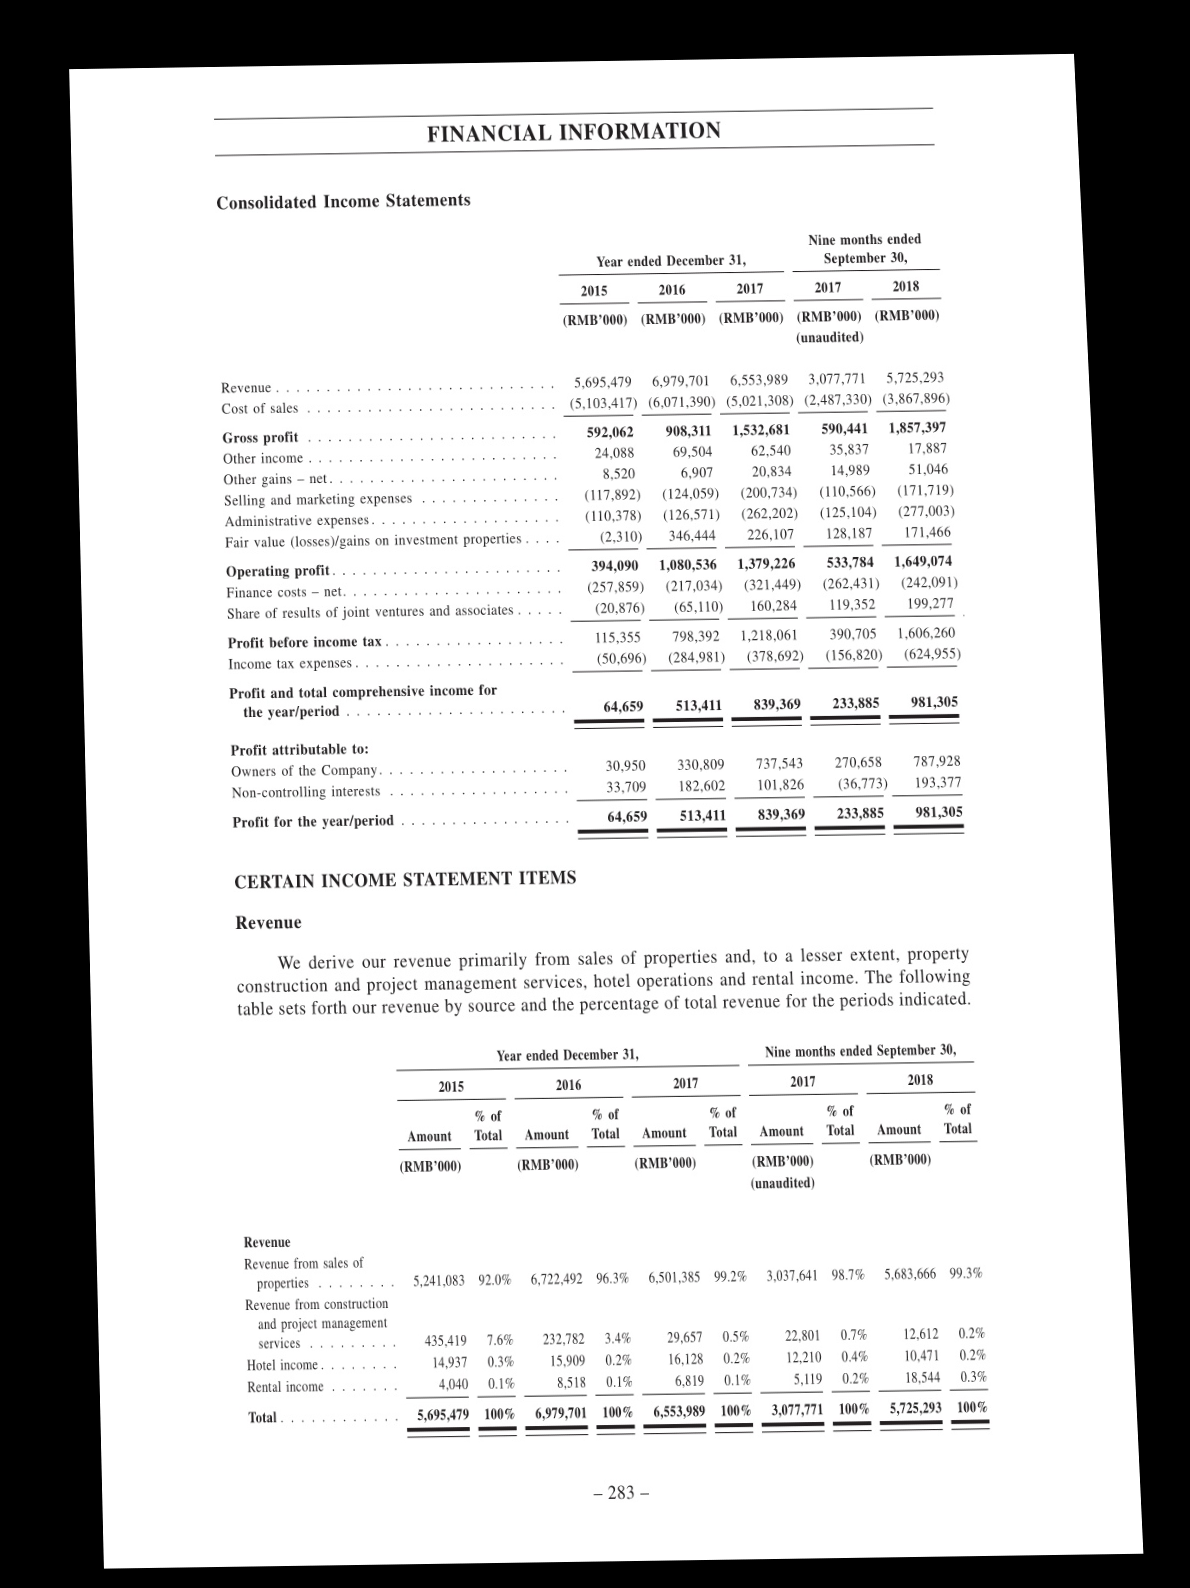 FINANCIAL INFORMATION
Consolidated Income Statements
Nine months ended
Year ended December 31, September 30,
2015 2016 2017 2017 2018
(RMB’000) (RMB’000) (RMB’000) (RMB’000) (RMB’000)
(unaudited)
Revenue . . . . . . . . . . . . . . . . . . . . . . . . . . . . 5,695,479 6,979,701 6,553,989 3,077,771 5,725,293
Cost of sales . . . . . . . . . . . . . . . . . . . . . . . . . (5,103,417) (6,071,390) (5,021,308) (2,487,330) (3,867,896)
Gross profit . . . . . . . . . . . . . . . . . . . . . . . . . 592,062 908,311 1,532,681 590,441 1,857,397
Other income . . . . . . . . . . . . . . . . . . . . . . . . . 24,088 69,504 62,540 35,837 17,887
Other gains – net. . . . . . . . . . . . . . . . . . . . . . . 8,520 6,907 20,834 14,989 51,046
Selling and marketing expenses . . . . . . . . . . . . . . (117,892) (124,059) (200,734) (110,566) (171,719)
Administrative expenses. . . . . . . . . . . . . . . . . . . (110,378) (126,571) (262,202) (125,104) (277,003)
Fair value (losses)/gains on investment properties . . . . (2,310) 346,444 226,107 128,187 171,466
Operating profit. . . . . . . . . . . . . . . . . . . . . . . 394,090 1,080,536 1,379,226 533,784 1,649,074
Finance costs – net. . . . . . . . . . . . . . . . . . . . . . (257,859) (217,034) (321,449) (262,431) (242,091)
Share of results of joint ventures and associates . . . . . (20,876) (65,110) 160,284 119,352 199,277
Profit before income tax . . . . . . . . . . . . . . . . . . 115,355 798,392 1,218,061 390,705 1,606,260
Income tax expenses . . . . . . . . . . . . . . . . . . . . . (50,696) (284,981) (378,692) (156,820) (624,955)
Profit and total comprehensive income for
the year/period . . . . . . . . . . . . . . . . . . . . . . 64,659 513,411 839,369 233,885 981,305
Profit attributable to:
Owners of the Company. . . . . . . . . . . . . . . . . . . 30,950 330,809 737,543 270,658 787,928
Non-controlling interests . . . . . . . . . . . . . . . . . . 33,709 182,602 101,826 (36,773) 193,377
Profit for the year/period . . . . . . . . . . . . . . . . . 64,659 513,411 839,369 233,885 981,305
CERTAIN INCOME STATEMENT ITEMS
Revenue
We derive our revenue primarily from sales of properties and, to a lesser extent, property
construction and project management services, hotel operations and rental income. The following
table sets forth our revenue by source and the percentage of total revenue for the periods indicated.
Year ended December 31, Nine months ended September 30,
2015 2016 2017 2017 2018
% of % of % of % of % of
Amount Total Amount Total Amount Total Amount Total Amount Total
(RMB’000) (RMB’000) (RMB’000) (RMB’000) (RMB’000)
(unaudited)
Revenue
Revenue from sales of
properties . . . . . . . . 5,241,083 92.0% 6,722,492 96.3% 6,501,385 99.2% 3,037,641 98.7% 5,683,666 99.3%
Revenue from construction
and project management
services . . . . . . . . . 435,419 7.6% 232,782 3.4% 29,657 0.5% 22,801 0.7% 12,612 0.2%
Hotel income . . . . . . . . 14,937 0.3% 15,909 0.2% 16,128 0.2% 12,210 0.4% 10,471 0.2%
Rental income . . . . . . . 4,040 0.1% 8,518 0.1% 6,819 0.1% 5,119 0.2% 18,544 0.3%
Total . . . . . . . . . . . . 5,695,479 100% 6,979,701 100% 6,553,989 100% 3,077,771 100% 5,725,293 100%
– 283 –